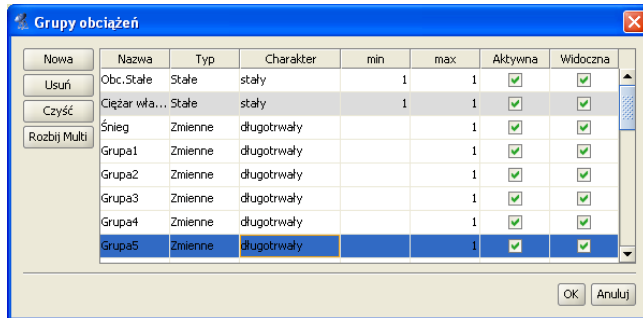 Grupy obciążeń
Nowa
Usuń
Czyść
Rozbij Multi
Nazwa Typ Charakter min max Aktywna Widoczna
Obc.Stałe Stałe stały 1 1
Ciężar wła... Stałe stały 1 1
Śnieg Zmienne długotrwały 1
Grupa1 Zmienne długotrwały 1
Grupa2 Zmienne długotrwały 1
Grupa3 Zmienne długotrwały 1
Grupa4 Zmienne długotrwały 1
Grupa5 Zmienne długotrwały 1
OK Anuluj